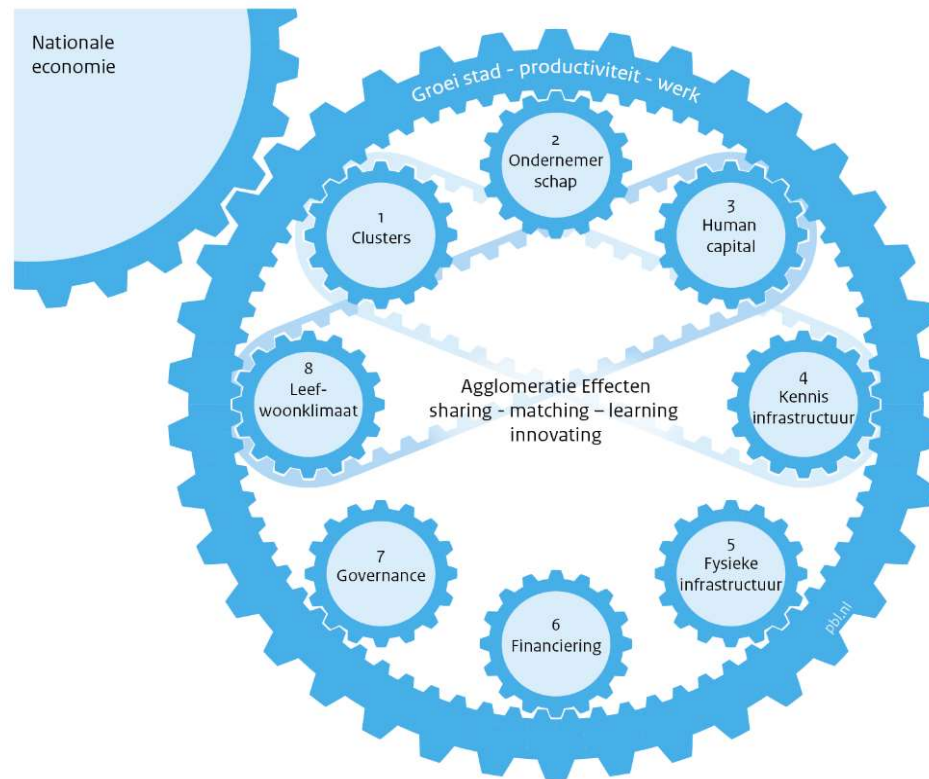 Nationale
economie
Groei stad - productiviteit - werk
1
Clusters
2
Ondernemer
schap
3
Human
capital
4
Kennis
infrastructuur
5
Fysieke
infrastructuur
6
Financiering
7
Governance
8
Leef-
woonklimaat
Agglomeratie Effecten
sharing - matching – learning
innovating
pbl.nl